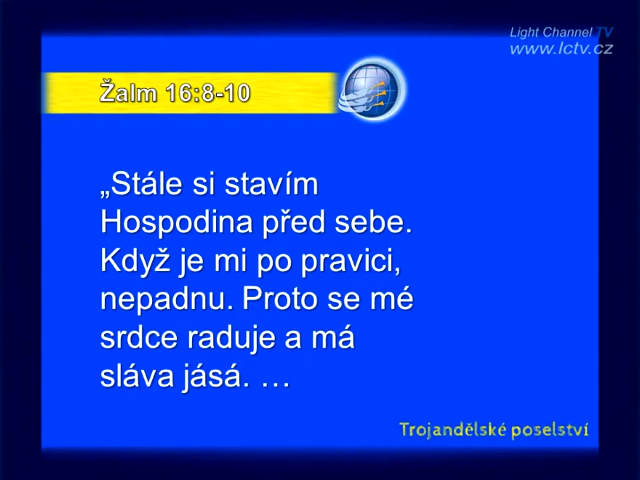 Light Channel TV
www.lctv.cz
Žalm 16:8-10
„Stále si stavím
Hospodina před sebe.
Když je mi po pravici,
nepadnu. Proto se mé
srdce raduje a má
sláva jásá. …
Trojandělské poselství